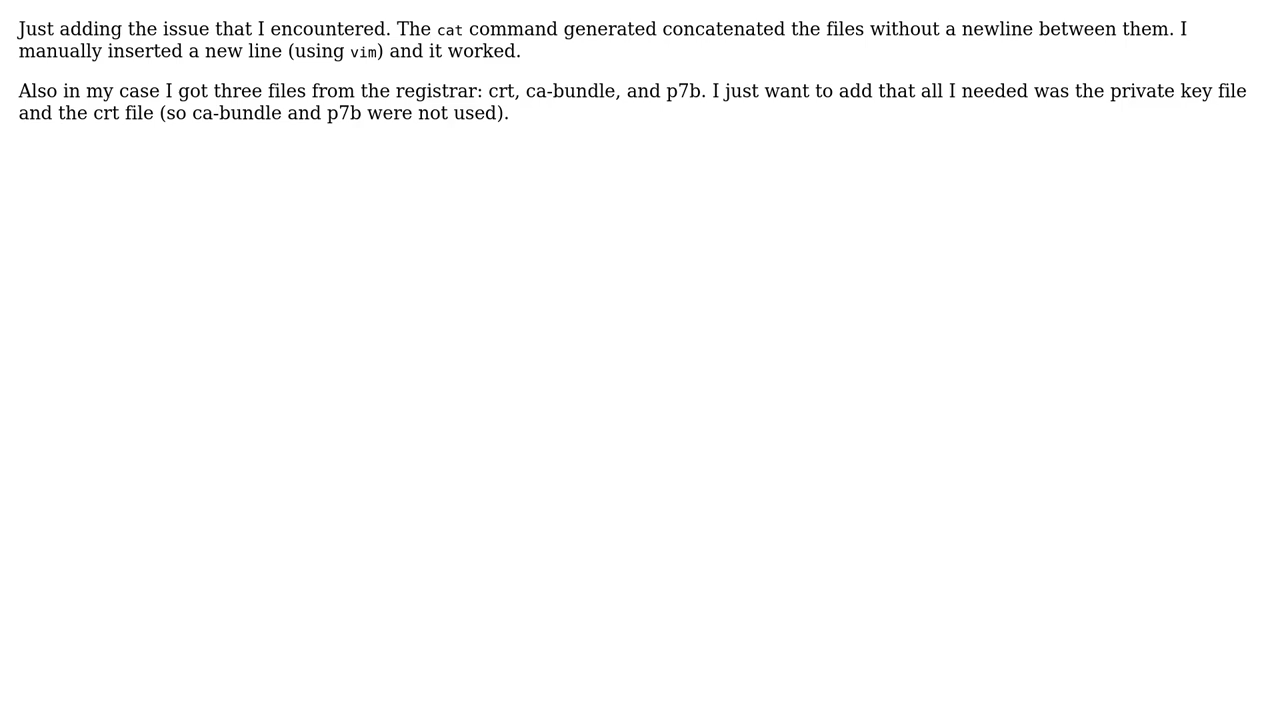 Just adding the issue that I encountered. The cat command generated concatenated the files without a newline between them. I
manually inserted a new line (using vim) and it worked.
Also in my case I got three files from the registrar: crt, ca-bundle, and p7b. I just want to add that all I needed was the private key file
and the crt file (so ca-bundle and p7b were not used).